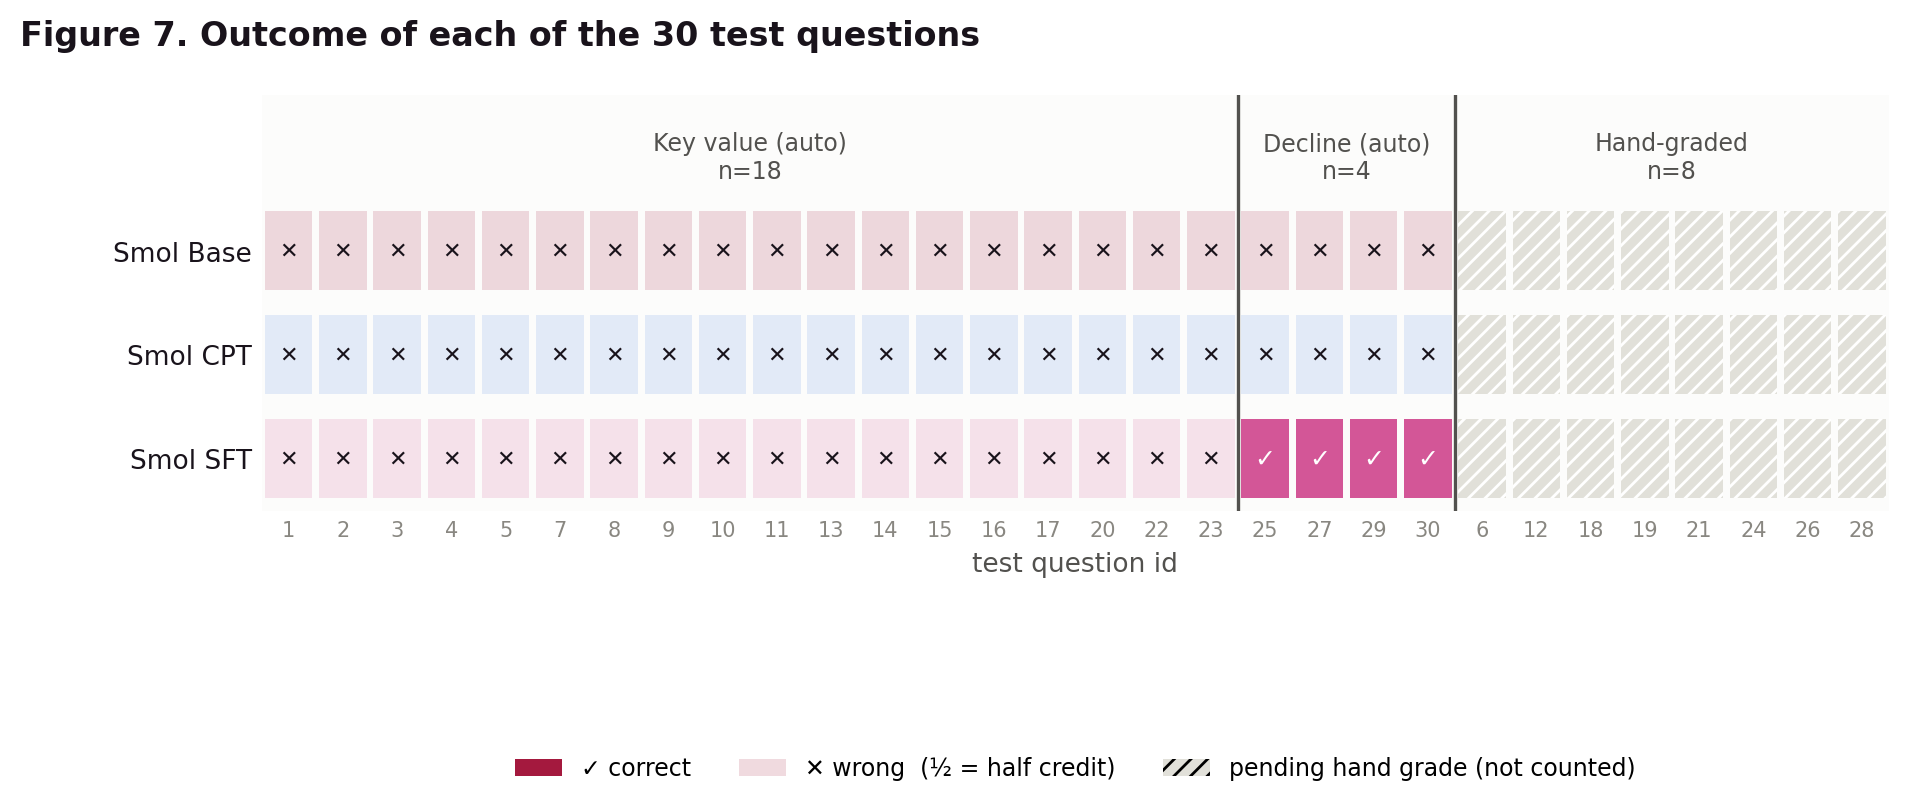 Figure 7. Outcome of each of the 30 test questions
Key value (auto)
n=18
Decline (auto)
n=4
Hand-graded
n=8
Smol Base ✕ ✕ ✕ ✕ ✕ ✕ ✕ ✕ ✕ ✕ ✕ ✕ ✕ ✕ ✕ ✕ ✕ ✕ ✕ ✕ ✕ ✕
Smol CPT ✕ ✕ ✕ ✕ ✕ ✕ ✕ ✕ ✕ ✕ ✕ ✕ ✕ ✕ ✕ ✕ ✕ ✕ ✕ ✕ ✕ ✕
Smol SFT ✕ ✕ ✕ ✕ ✕ ✕ ✕ ✕ ✕ ✕ ✕ ✕ ✕ ✕ ✕ ✕ ✕ ✕ ✓ ✓ ✓ ✓
1 2 3 4 5 7 8 9 10 11 13 14 15 16 17 20 22 23 25 27 29 30 6 12 18 19 21 24 26 28
test question id
✓ correct ✕ wrong (½ = half credit) pending hand grade (not counted)